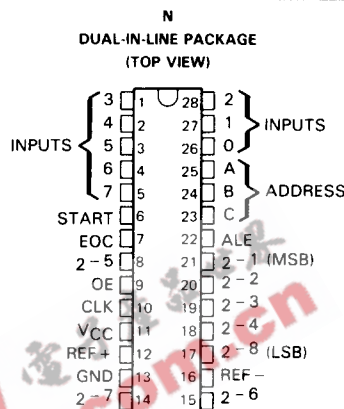 N
DUAL-IN-LINE PACKAGE
(TOP VIEW)
3 1 28 2
4 2 27 1 INPUTS
INPUTS 5 3 26 0
6 4 25 A
7 5 24 B ADDRESS
START 6 23 C
EOC 7 22 ALE
2-5 8 21 2-1 (MSB)
OE 9 20 2-2
CLK 10 19 2-3
VCC 11 18 2-4
REF+ 12 17 2-8 (LSB)
GND 13 16 REF-
2-7 14 15 2-6
com.cn